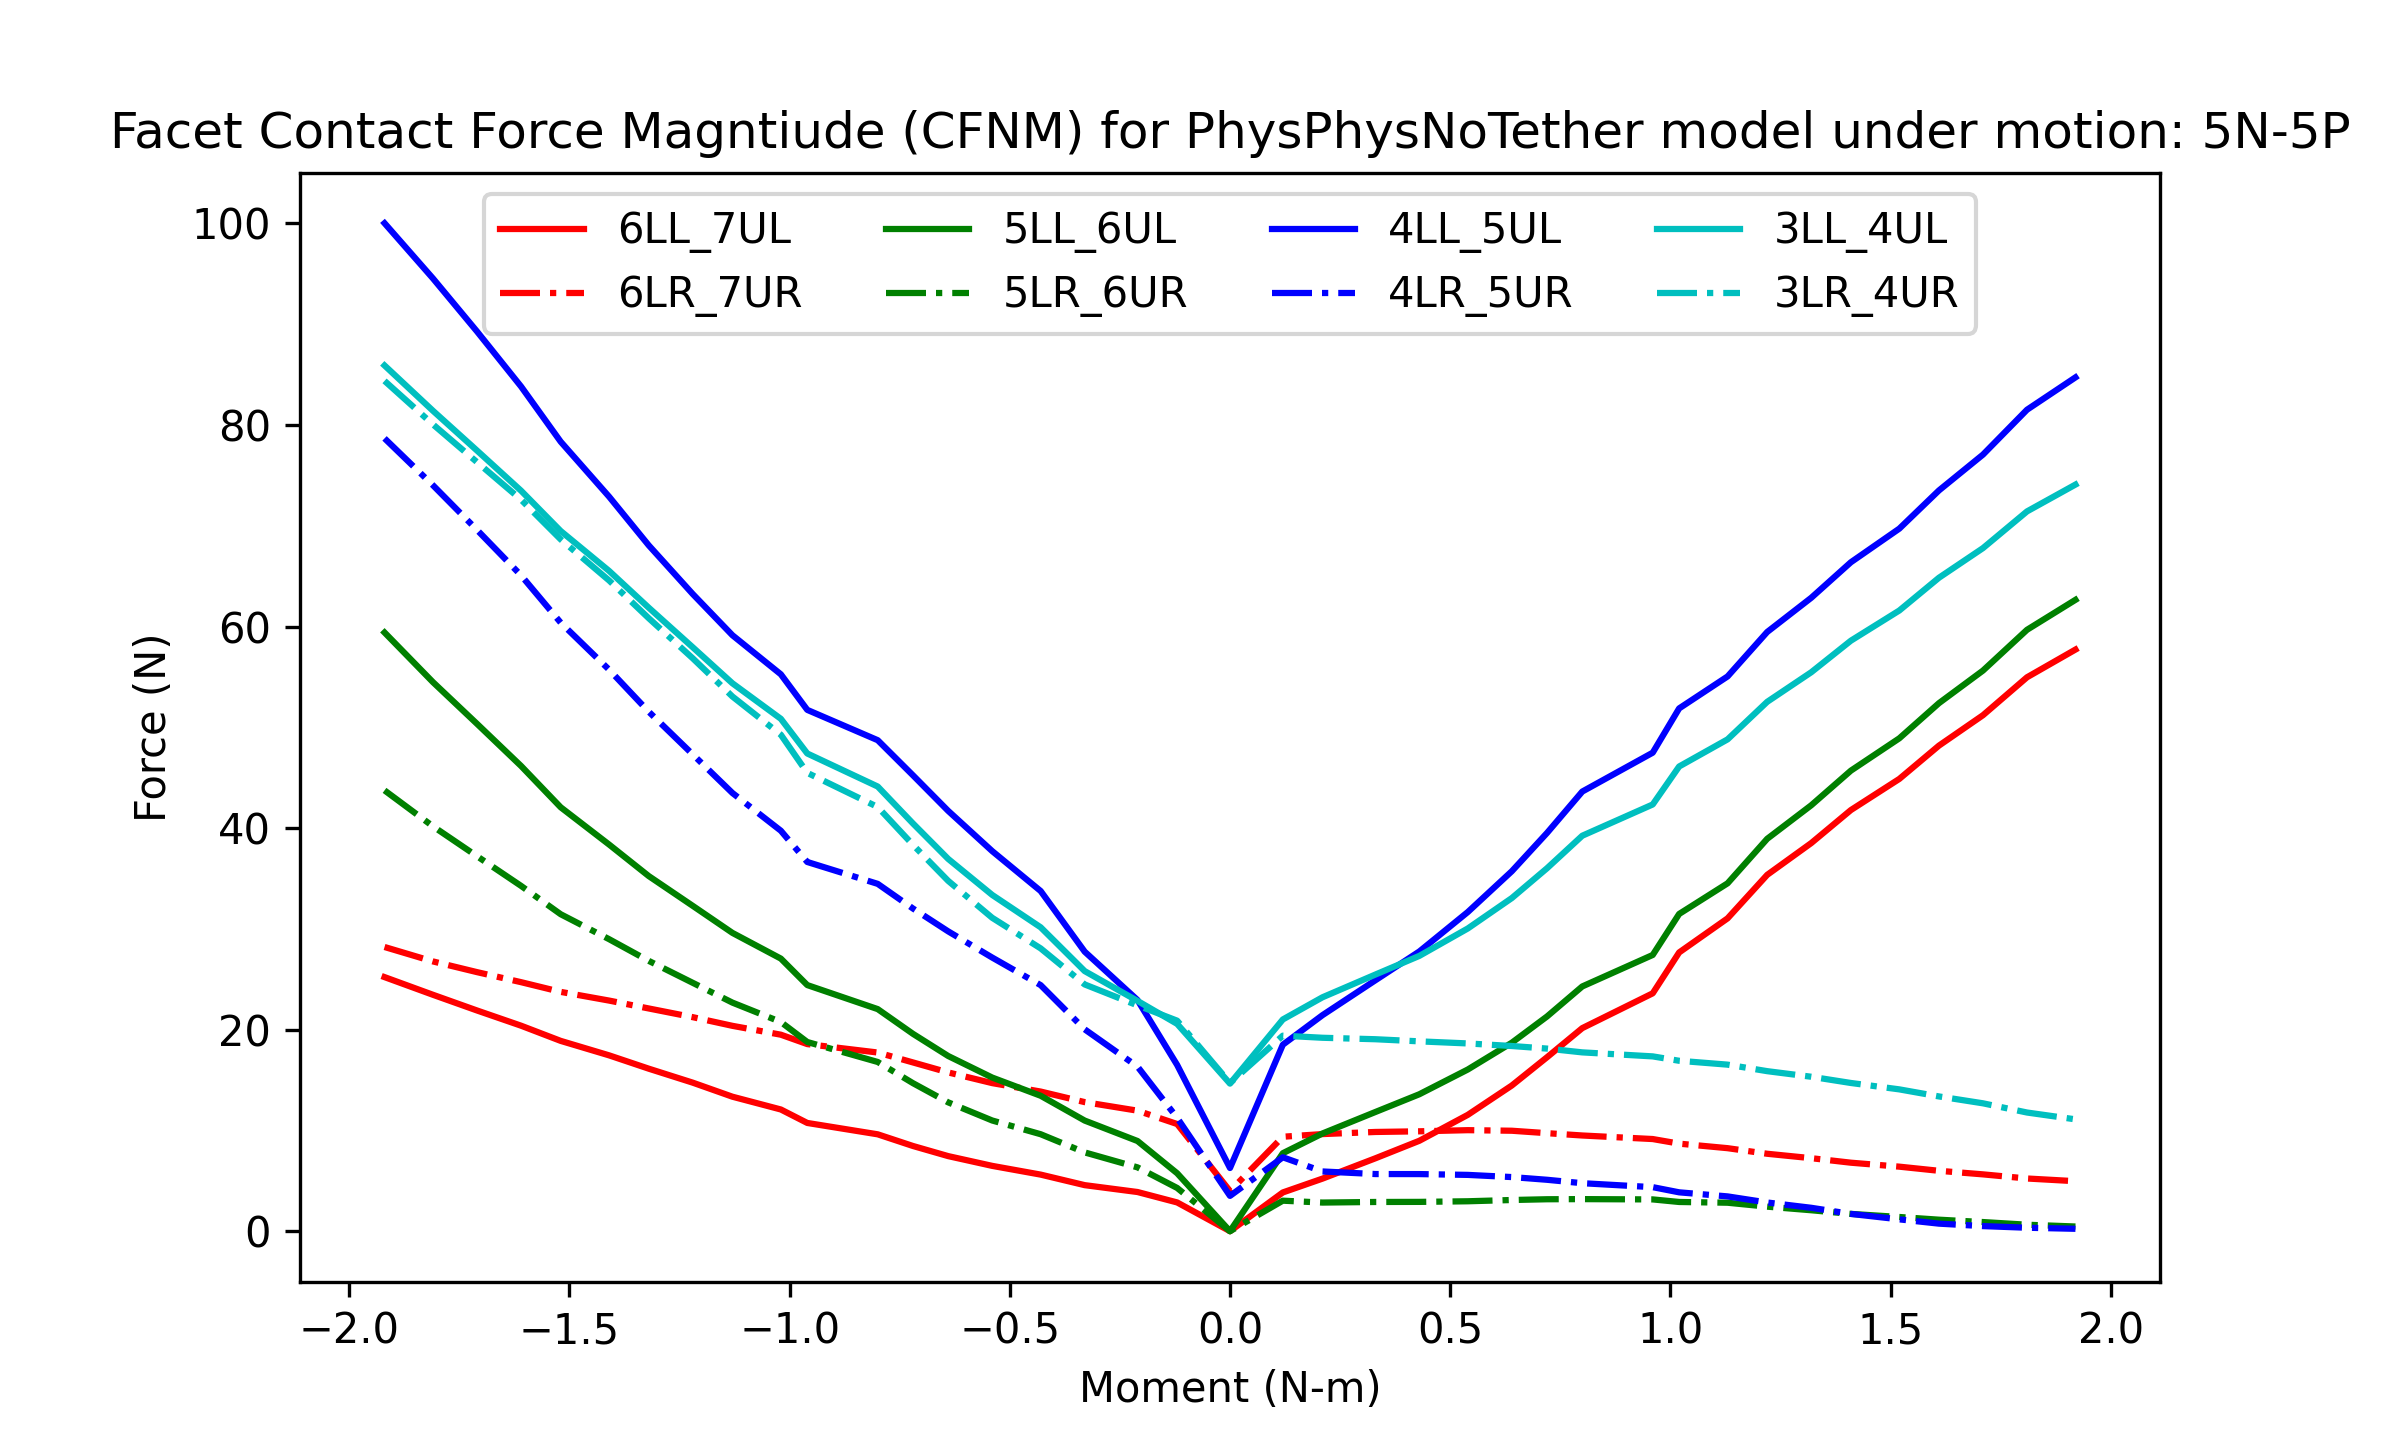 Facet Contact Force Magntiude (CFNM) for PhysPhysNoTether model under motion: 5N-5P
6LL_7UL 5LL_6UL 4LL_5UL 3LL_4UL
6LR_7UR 5LR_6UR 4LR_5UR 3LR_4UR
100
80
60
40
20
0
Force (N)
−2.0 −1.5 −1.0 −0.5 0.0 0.5 1.0 1.5 2.0
Moment (N-m)